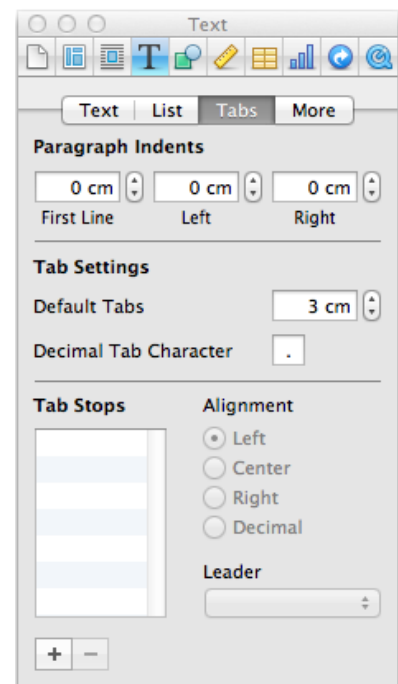 Text
T
Text List Tabs More
Paragraph Indents
0 cm 0 cm 0 cm
First Line Left Right
Tab Settings
Default Tabs 3 cm
Decimal Tab Character .
Tab Stops Alignment
Left
Center
Right
Decimal
Leader
+ −